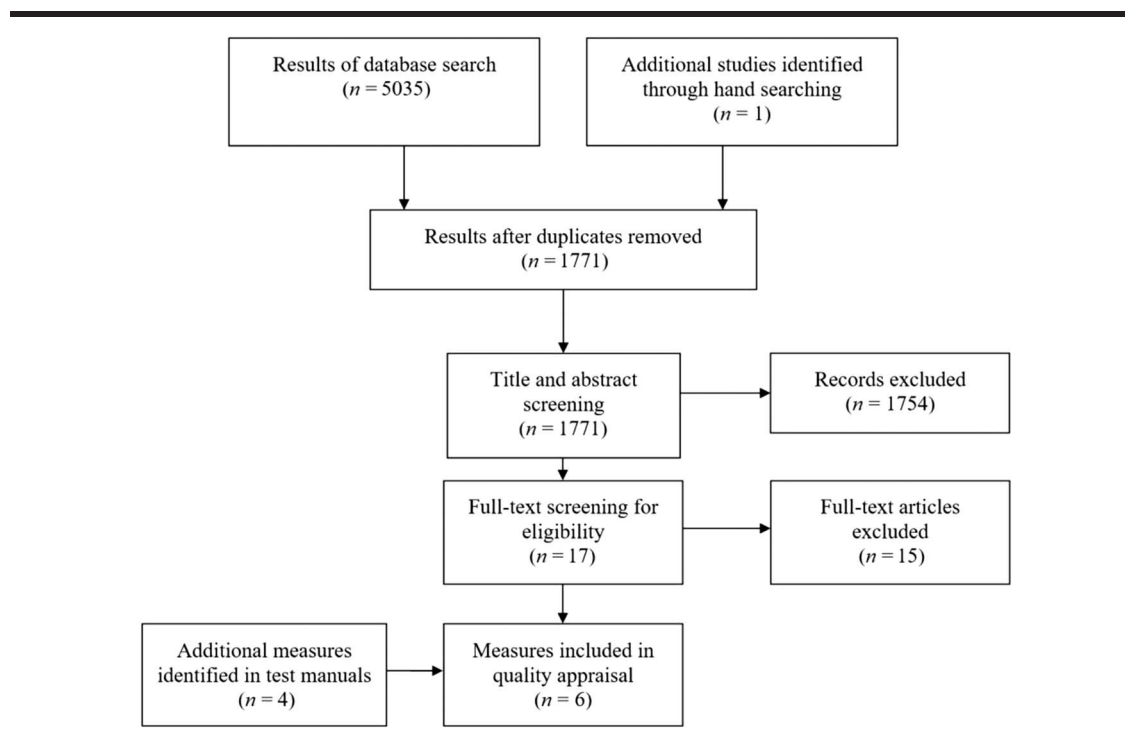 Results of database search
(n = 5035)
Additional studies identified
through hand searching
(n = 1)
Results after duplicates removed
(n = 1771)
Title and abstract
screening
(n = 1771)
Records excluded
(n = 1754)
Full-text screening for
eligibility
(n = 17)
Full-text articles
excluded
(n = 15)
Additional measures
identified in test manuals
(n = 4)
Measures included in
quality appraisal
(n = 6)